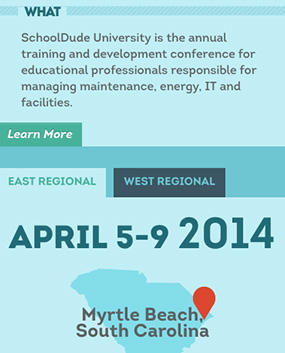 WHAT
SchoolDude University is the annual
training and development conference for
educational professionals responsible for
managing maintenance, energy, IT and
facilities.
Learn More
EAST REGIONAL WEST REGIONAL
APRIL 5-9 2014
Myrtle Beach,
South Carolina